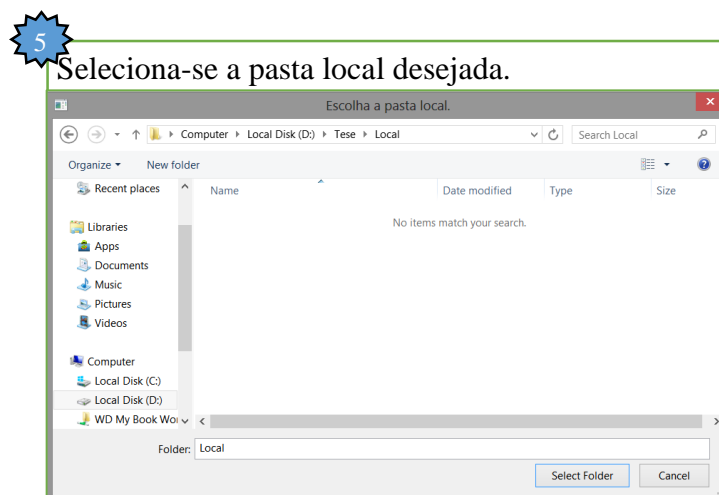 5
Seleciona-se a pasta local desejada.
Escolha a pasta local.
Computer Local Disk (D:) Tese Local Search Local
Organize New folder
Recent places Name Date modified Type Size
No items match your search.
Libraries
Apps
Documents
Music
Pictures
Videos
Computer
Local Disk (C:)
Local Disk (D:)
WD My Book Wo
Folder: Local
Select Folder Cancel